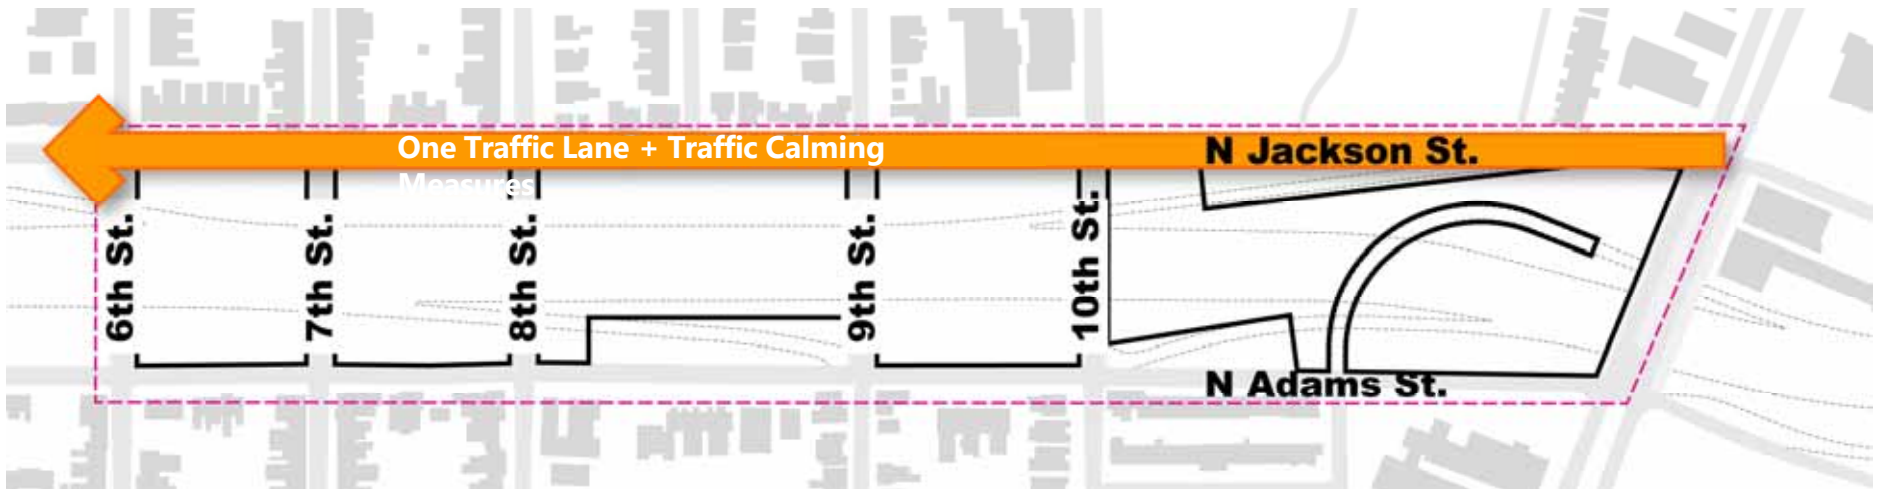 One Traffic Lane + Traffic Calming
Measures
N Jackson St.
6th St.
7th St.
8th St.
9th St.
10th St.
N Adams St.